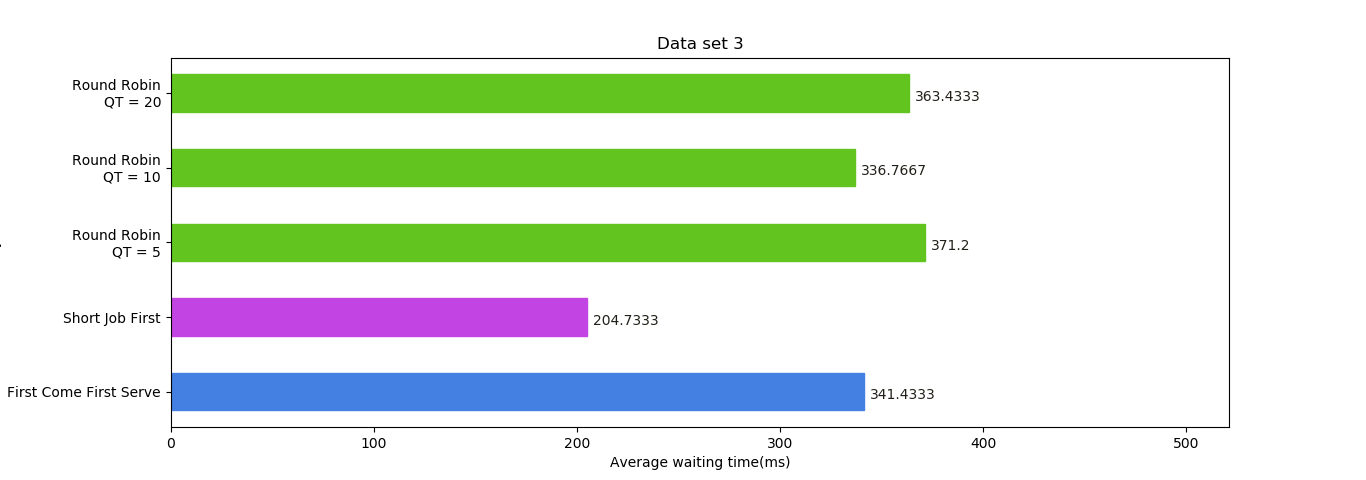 Data set 3
Round Robin
QT = 20
363.4333
Round Robin
QT = 10
336.7667
Round Robin
QT = 5
371.2
Short Job First
204.7333
First Come First Serve
341.4333
0 100 200 300 400 500
Average waiting time(ms)